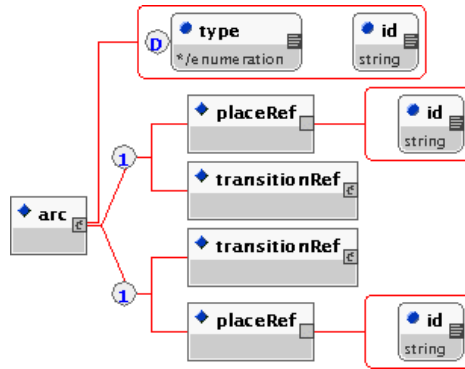 D
type
*/enumeration
id
string
placeRef
id
string
1
transitionRef
arc
transitionRef
1
placeRef
id
string